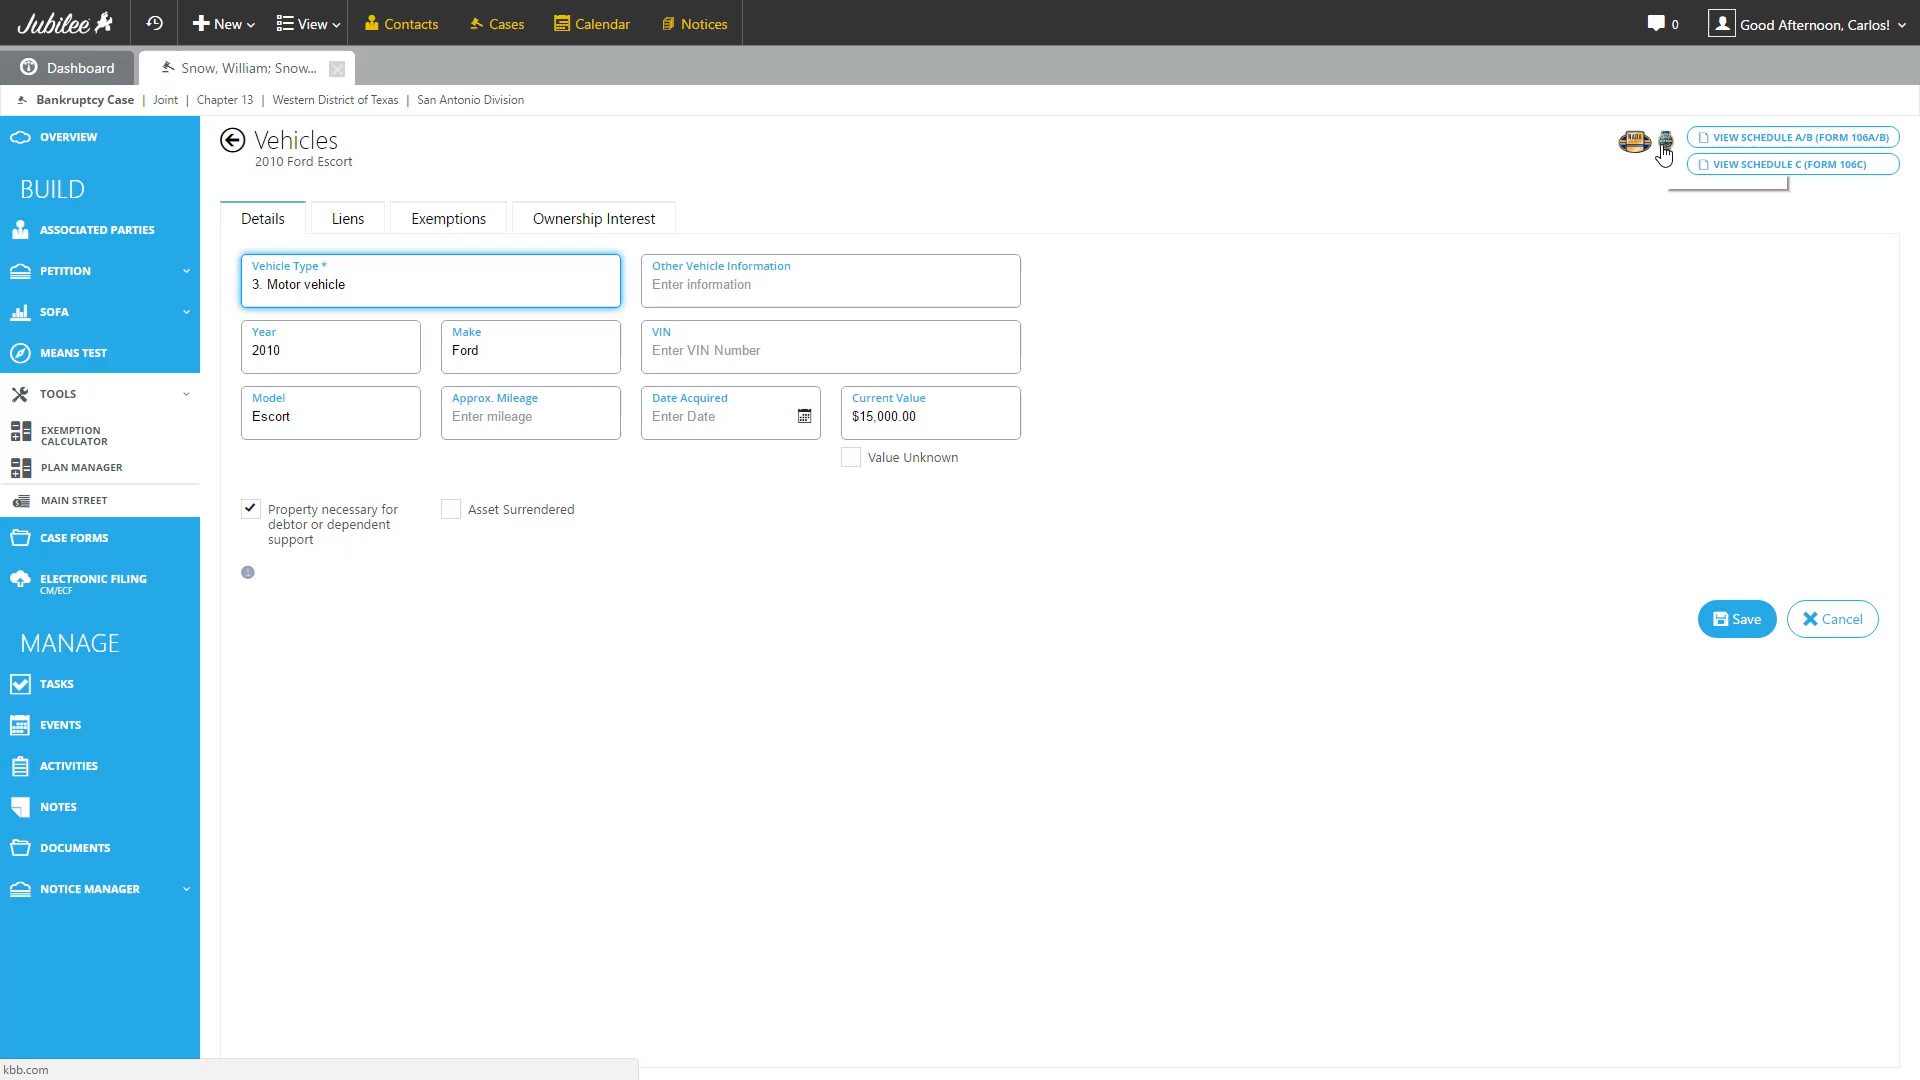 Jubilee
New
View
Contacts
Cases
Calendar
Notices
0
Good Afternoon, Carlos!
Dashboard
Snow, William; Snow...
Bankruptcy Case | Joint | Chapter 13 | Western District of Texas | San Antonio Division
OVERVIEW
BUILD
ASSOCIATED PARTIES
PETITION
SOFA
MEANS TEST
TOOLS
EXEMPTION
CALCULATOR
PLAN MANAGER
MAIN STREET
CASE FORMS
ELECTRONIC FILING
CM/ECF
MANAGE
TASKS
EVENTS
ACTIVITIES
NOTES
DOCUMENTS
NOTICE MANAGER
Vehicles
2010 Ford Escort
NADA
VIEW SCHEDULE A/B (FORM 106A/B)
VIEW SCHEDULE C (FORM 106C)
Details
Liens
Exemptions
Ownership Interest
Vehicle Type *
3. Motor vehicle
Other Vehicle Information
Enter information
Year
2010
Make
Ford
VIN
Enter VIN Number
Model
Escort
Approx. Mileage
Enter mileage
Date Acquired
Enter Date
Current Value
$15,000.00
Value Unknown
Property necessary for
debtor or dependent
support
Asset Surrendered
Save
Cancel
kbb.com